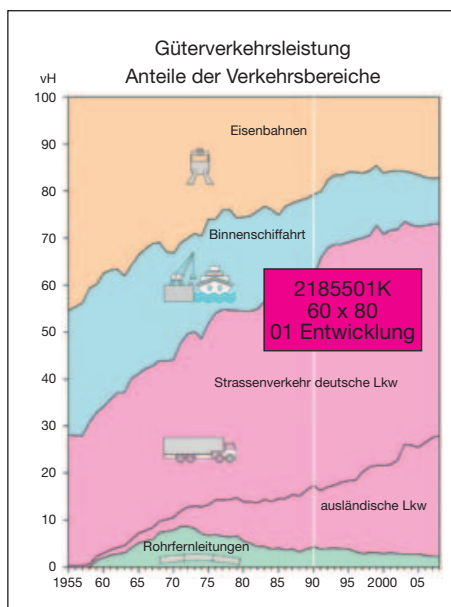 Güterverkehrsleistung
Anteile der Verkehrsbereiche
vH
100
90
80
70
60
50
40
30
20
10
0
Eisenbahnen
Binnenschiffahrt
2185501K
60 x 80
01 Entwicklung
Strassenverkehr deutsche Lkw
ausländische Lkw
Rohrfernleitungen
1955 60 65 70 75 80 85 90 95 2000 05